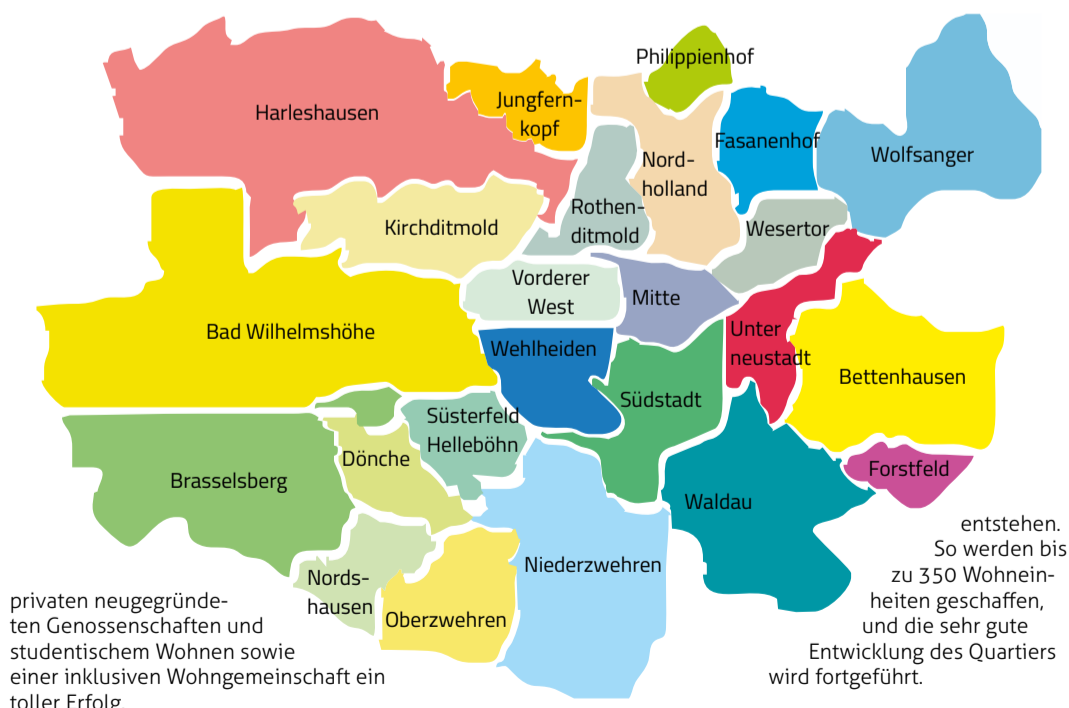 Philippienhof
Harleshausen
Jungfern-
kopf
Fasanenhof
Wolfsanger
Nord-
holland
Rothen-
ditmold
Kirchditmold
Wesertor
Vorderer
West
Mitte
Bad Wilhelmshöhe
Wehlheiden
Unter
neustadt
Bettenhausen
Südstadt
Süsterfeld
Helleböhn
Dönche
Brasselsberg
Forstfeld
Waldau
Niederzwehren
Nords-
hausen
Oberzwehren
privaten neugegründe-
ten Genossenschaften und
studentischem Wohnen sowie
einer inklusiven Wohngemeinschaft ein
toller Erfolg
entstehen.
So werden bis
zu 350 Wohnein-
heiten geschaffen,
und die sehr gute
Entwicklung des Quartiers
wird fortgeführt.